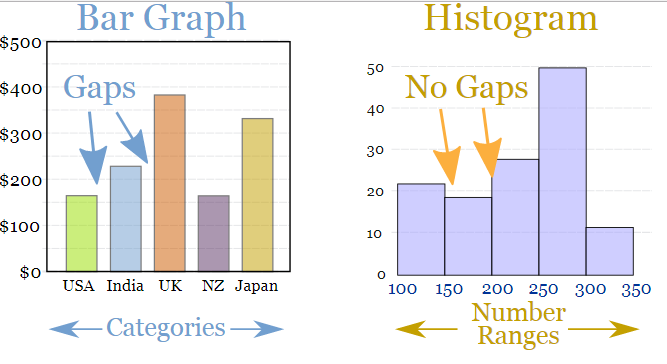 Bar Graph
$500
$400
$300
$200
$100
$0
Gaps
USA India UK NZ Japan
Categories
Histogram
50
40
30
20
10
0
No Gaps
100 150 200 250 300 350
Number
Ranges